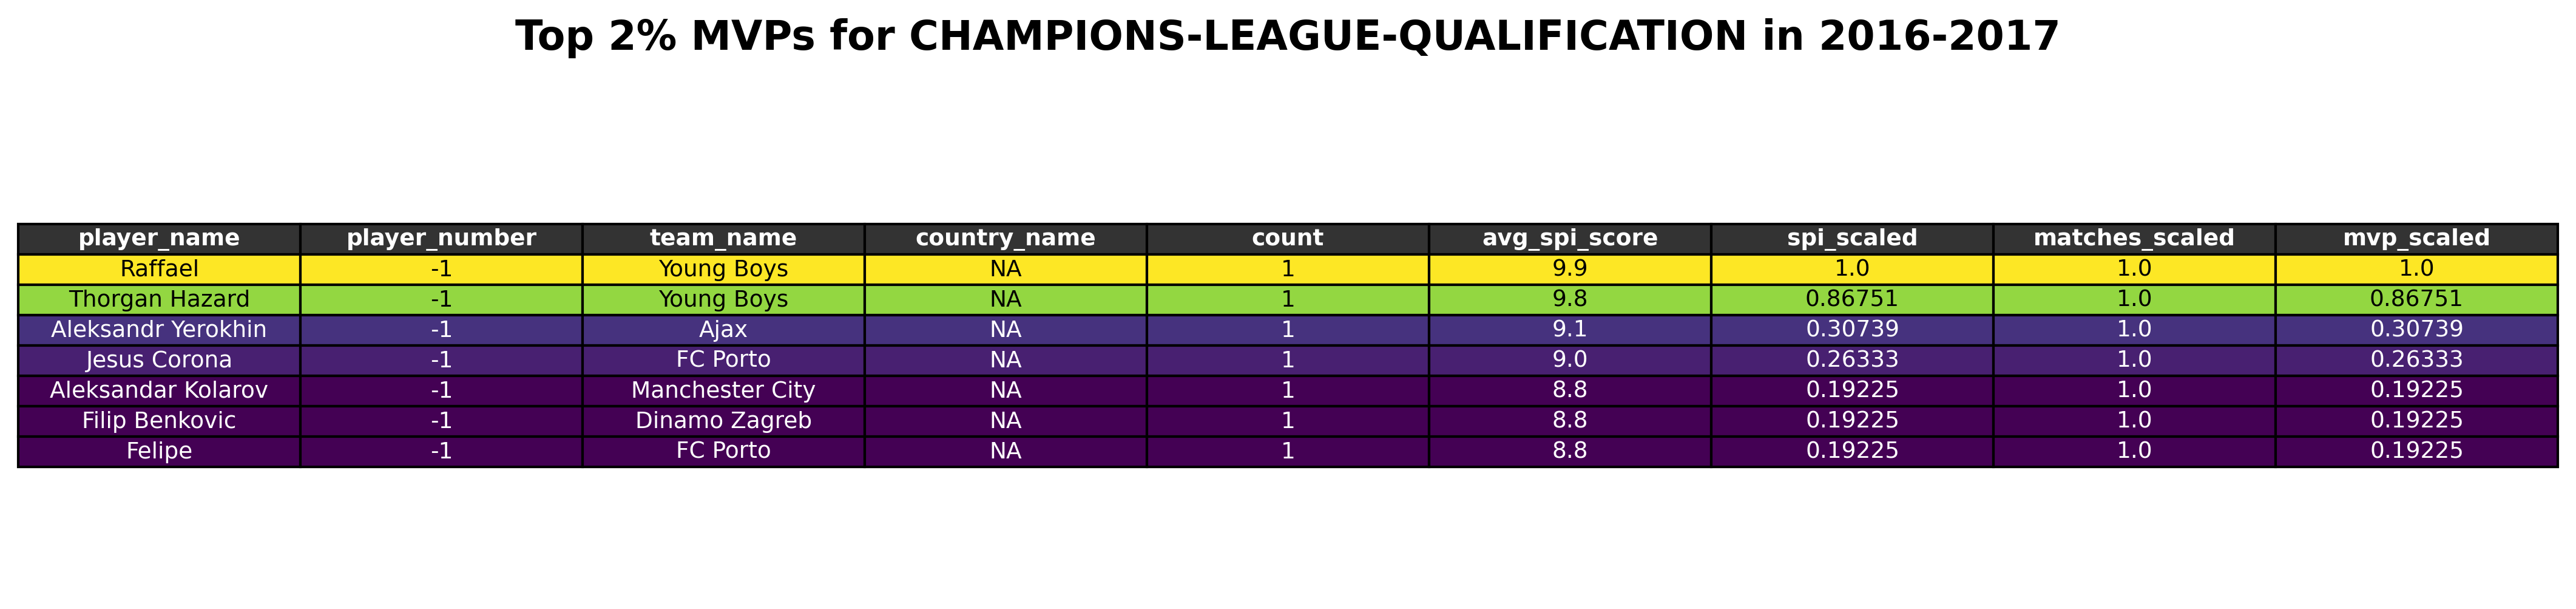 Top 2% MVPs for CHAMPIONS-LEAGUE-QUALIFICATION in 2016-2017
player_name player_number team_name country_name count avg_spi_score spi_scaled matches_scaled mvp_scaled
Raffael -1 Young Boys NA 1 9.9 1.0 1.0 1.0
Thorgan Hazard -1 Young Boys NA 1 9.8 0.86751 1.0 0.86751
Aleksandr Yerokhin -1 Ajax NA 1 9.1 0.30739 1.0 0.30739
Jesus Corona -1 FC Porto NA 1 9.0 0.26333 1.0 0.26333
Aleksandar Kolarov -1 Manchester City NA 1 8.8 0.19225 1.0 0.19225
Filip Benkovic -1 Dinamo Zagreb NA 1 8.8 0.19225 1.0 0.19225
Felipe -1 FC Porto NA 1 8.8 0.19225 1.0 0.19225